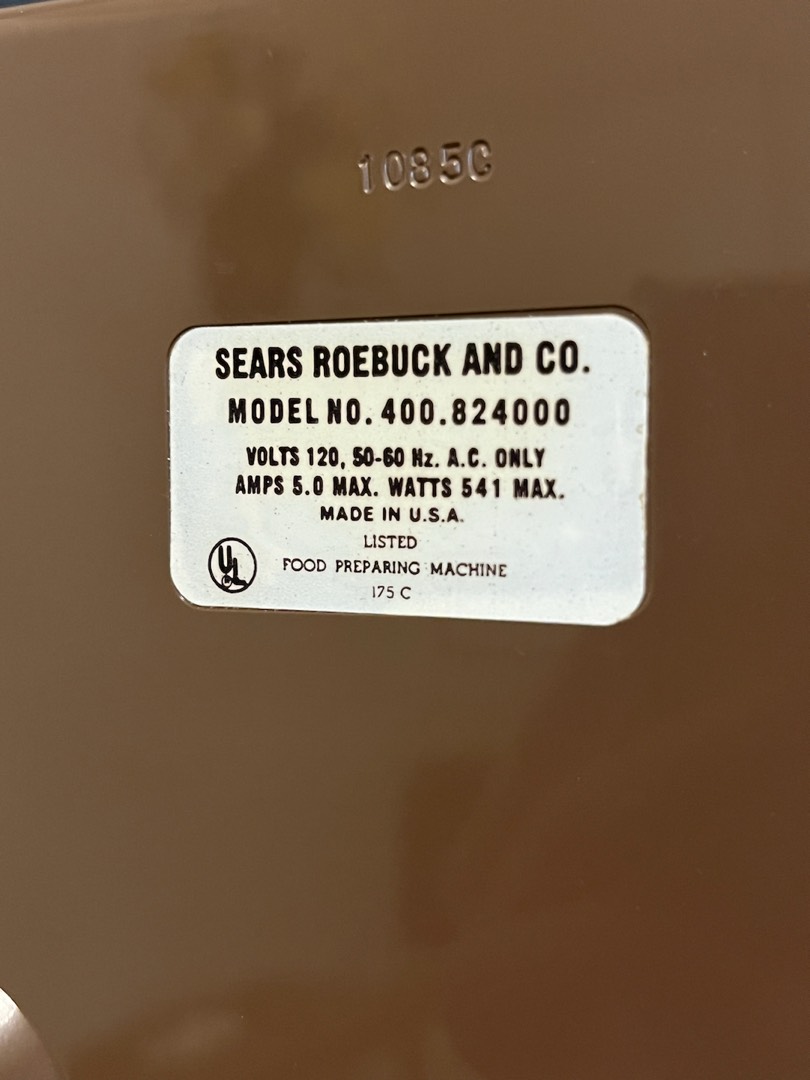 1085C
SEARS ROEBUCK AND CO.
MODEL NO. 400.824000
VOLTS 120, 50-60 Hz. A.C. ONLY
AMPS 5.0 MAX. WATTS 541 MAX.
MADE IN U.S.A.
LISTED
UL
FOOD PREPARING MACHINE
175 C